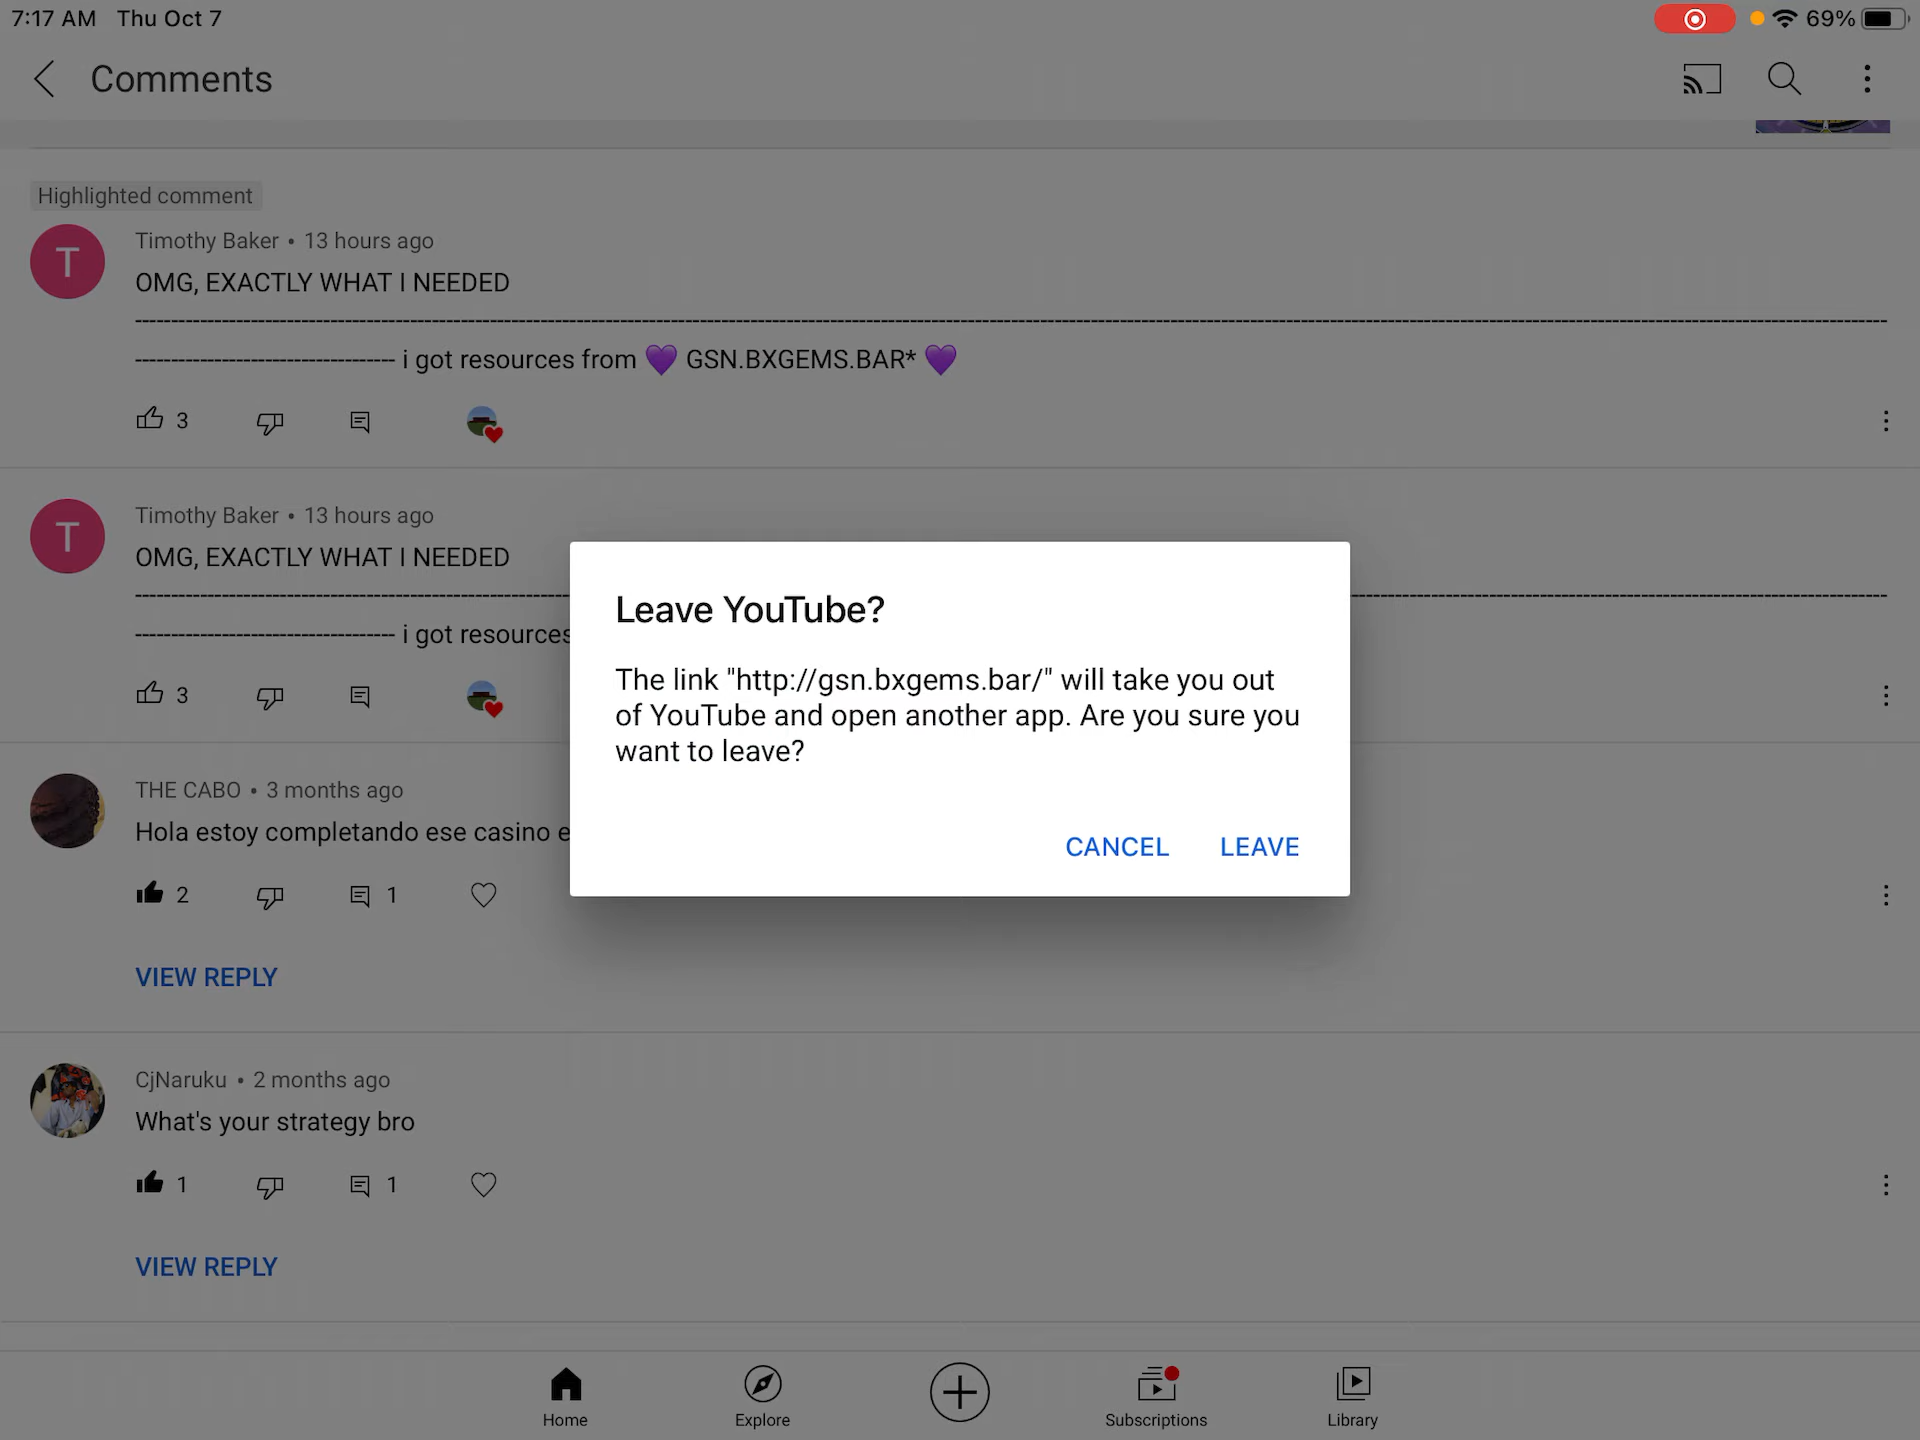 7:17 AM Thu Oct 7
69%
Comments
Highlighted comment
T
Timothy Baker • 13 hours ago
OMG, EXACTLY WHAT I NEEDED
i got resources from 💜 GSN.BXGEMS.BAR* 💜
3
T
Timothy Baker • 13 hours ago
OMG, EXACTLY WHAT I NEEDED
i got resources
3
Leave YouTube?
The link "http://gsn.bxgems.bar/" will take you out
of YouTube and open another app. Are you sure you
want to leave?
CANCEL LEAVE
THE CABO • 3 months ago
Hola estoy completando ese casino e
2 1
VIEW REPLY
CjNaruku • 2 months ago
What's your strategy bro
1 1
VIEW REPLY
Home Explore Subscriptions Library